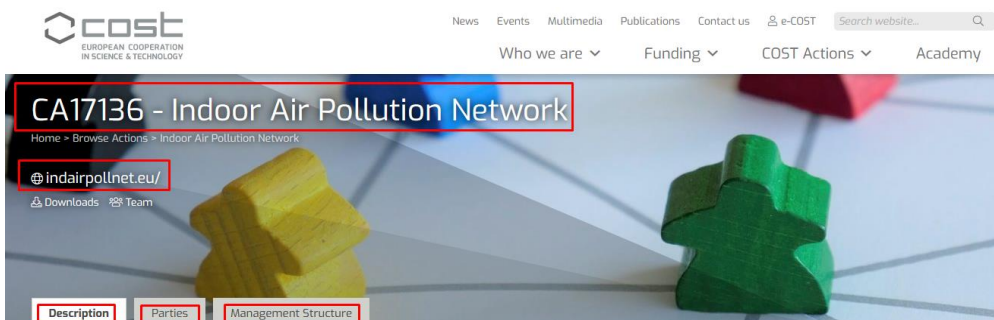 cost
EUROPEAN COOPERATION
IN SCIENCE & TECHNOLOGY
News Events Multimedia Publications Contact us e-COST Search website...
Who we are Funding COST Actions Academy
CA17136 - Indoor Air Pollution Network
Home > Browse Actions > Indoor Air Pollution Network
indairpollnet.eu/
Downloads Team
Description Parties Management Structure